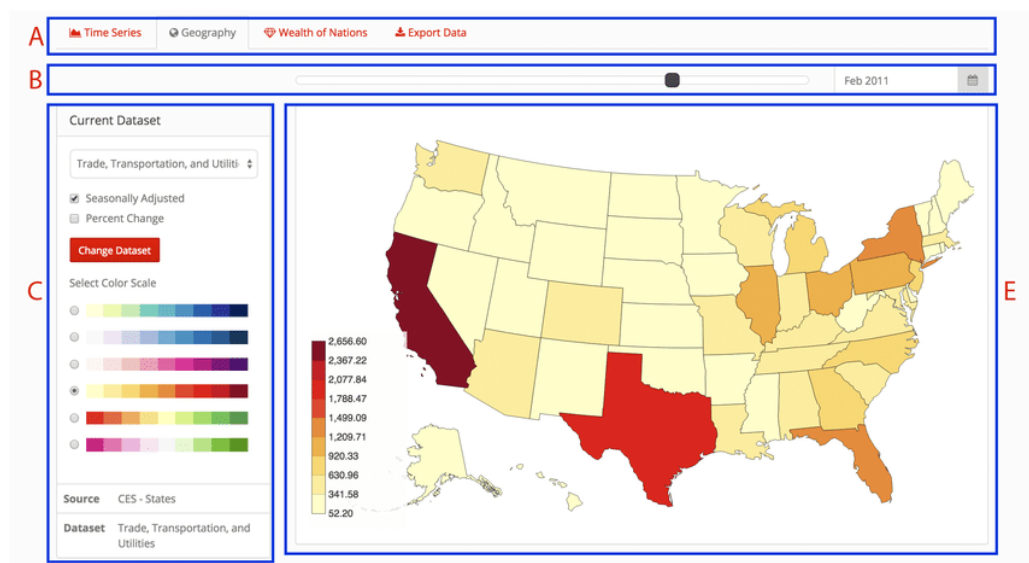 A
Time Series
Geography
Wealth of Nations
Export Data
B
Feb 2011
C
Current Dataset
Trade, Transportation, and Utiliti
Seasonally Adjusted
Percent Change
Change Dataset
Select Color Scale
Source CES - States
Dataset Trade, Transportation, and
Utilities
2,656.60
2,367.22
2,077.84
1,788.47
1,499.09
1,209.71
920.33
630.96
341.58
52.20
E